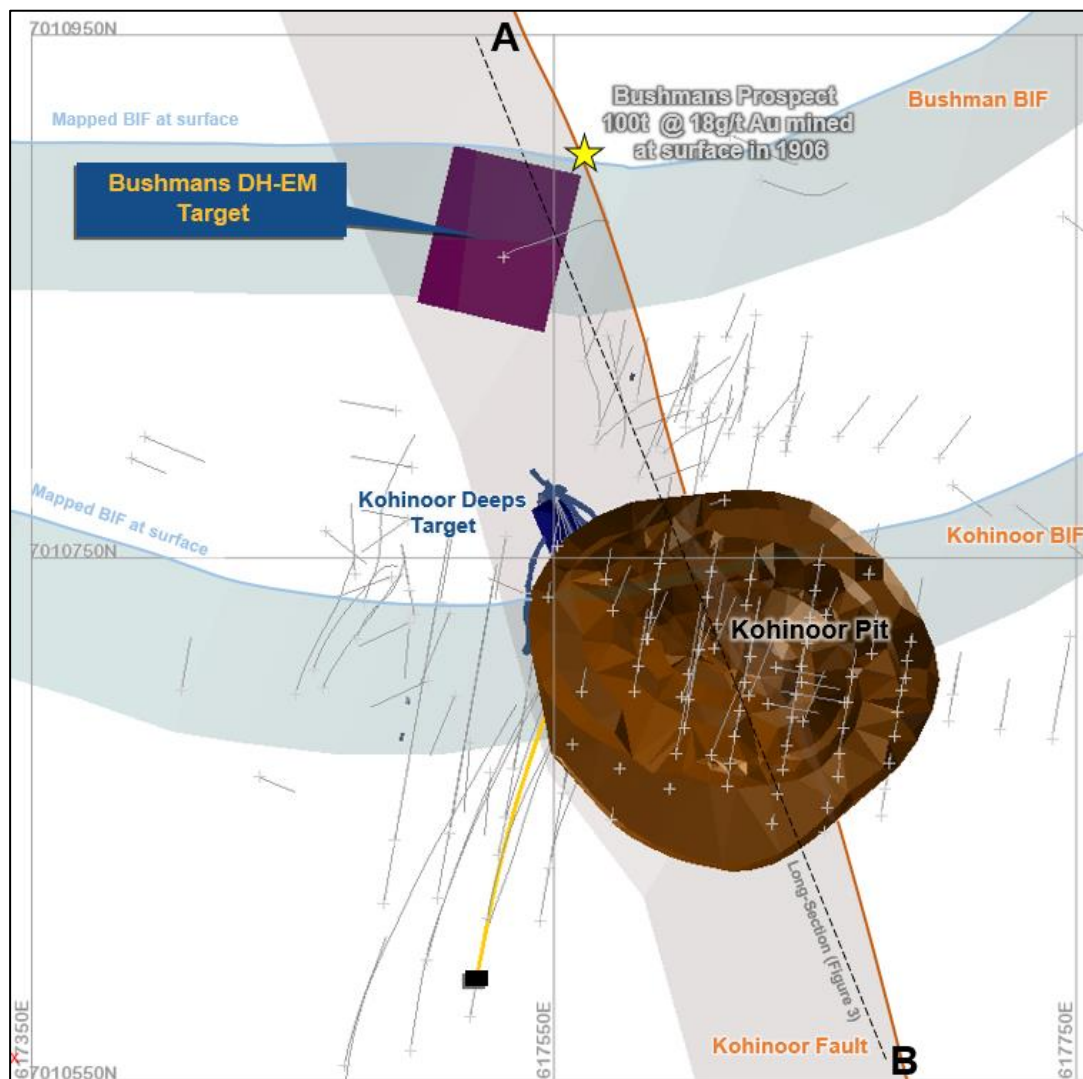 7010950N
A
Bushmans Prospect
100t @ 18g/t Au mined
at surface in 1906
Bushman BIF
Mapped BIF at surface
Bushmans DH-EM
Target
Kohinoor Deeps
Target
Mapped BIF at surface
7010750N
Kohinoor BIF
Kohinoor Pit
Long-Section (Figure 3)
617350E
617550E
617750E
Kohinoor Fault
B
7010550N